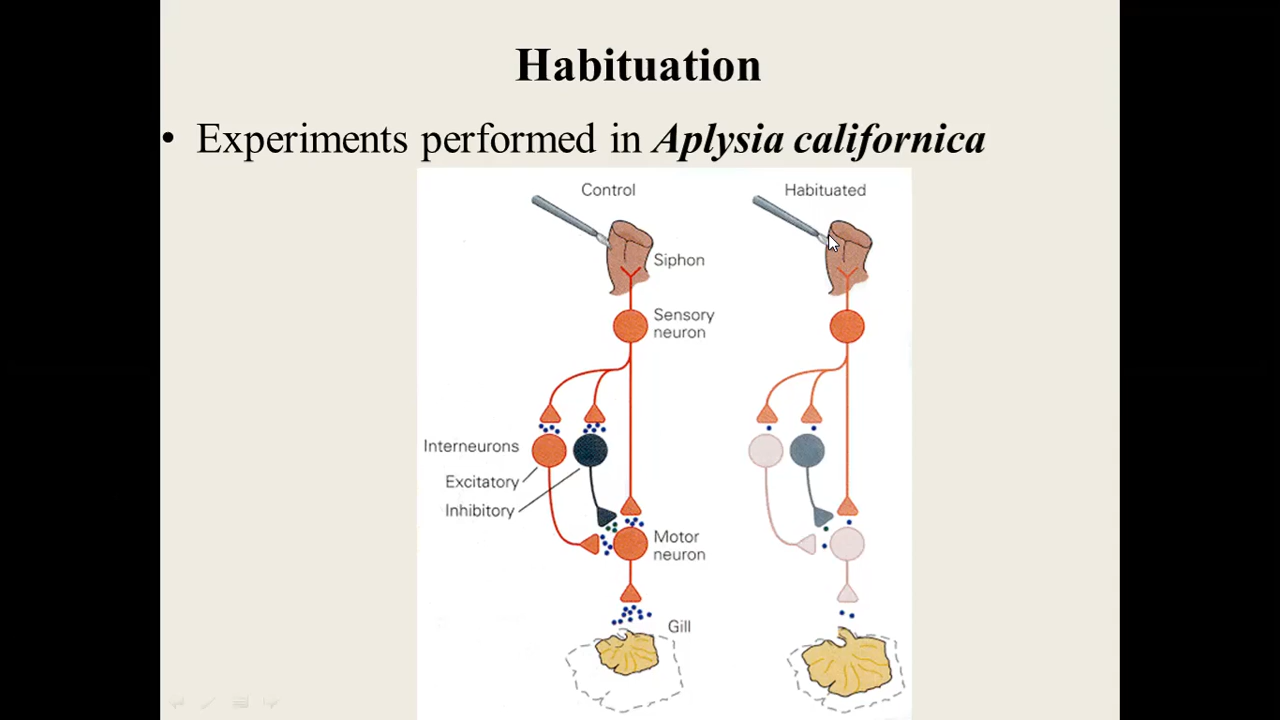 Habituation
• Experiments performed in Aplysia californica
Control
Habituated
Siphon
Sensory
neuron
Interneurons
Excitatory
Inhibitory
Motor
neuron
Gill